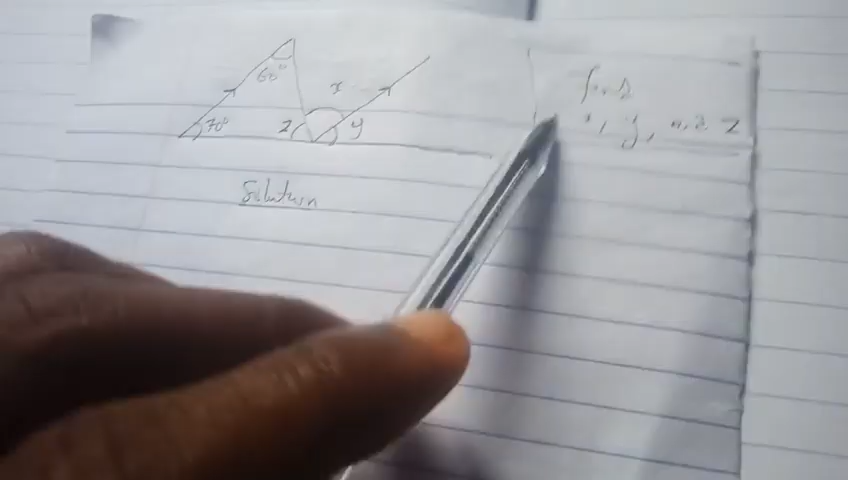 60°
x
70
z
y
find
x, y, and z
Solution